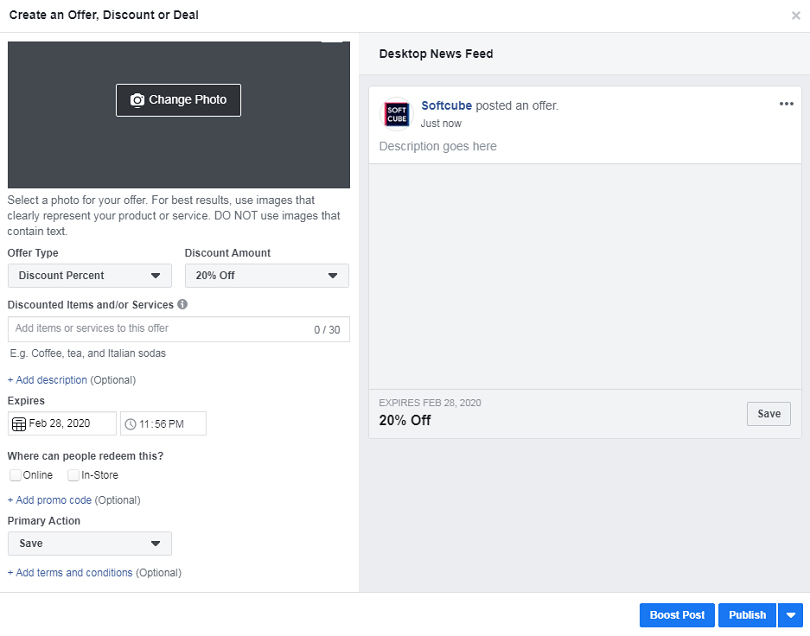 Create an Offer, Discount or Deal
Change Photo
Select a photo for your offer. For best results, use images that
clearly represent your product or service. DO NOT use images that
contain text.
Offer Type
Discount Amount
Discount Percent
20% Off
Discounted Items and/or Services
Add items or services to this offer
0 / 30
E.g. Coffee, tea, and Italian sodas
+ Add description (Optional)
Expires
Feb 28, 2020
11:56 PM
Where can people redeem this?
Online
In-Store
+ Add promo code (Optional)
Primary Action
Save
+ Add terms and conditions (Optional)
Desktop News Feed
SOFT
CUBE
Softcube posted an offer.
Just now
Description goes here
EXPIRES FEB 28, 2020
20% Off
Save
Boost Post
Publish